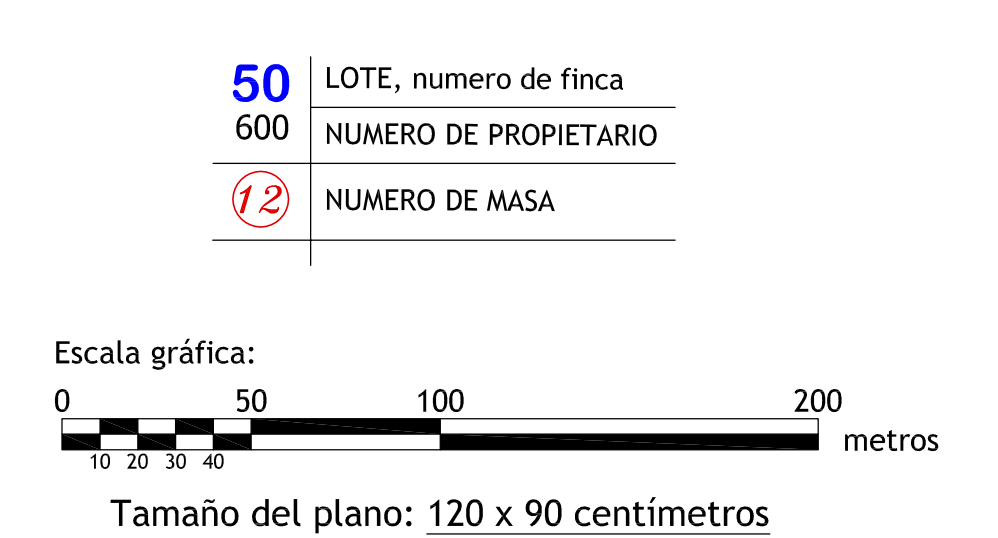 50 LOTE, numero de finca
600 NUMERO DE PROPIETARIO
12 NUMERO DE MASA
Escala gráfica:
0 50 100 200
metros
10 20 30 40
Tamaño del plano: 120 x 90 centímetros